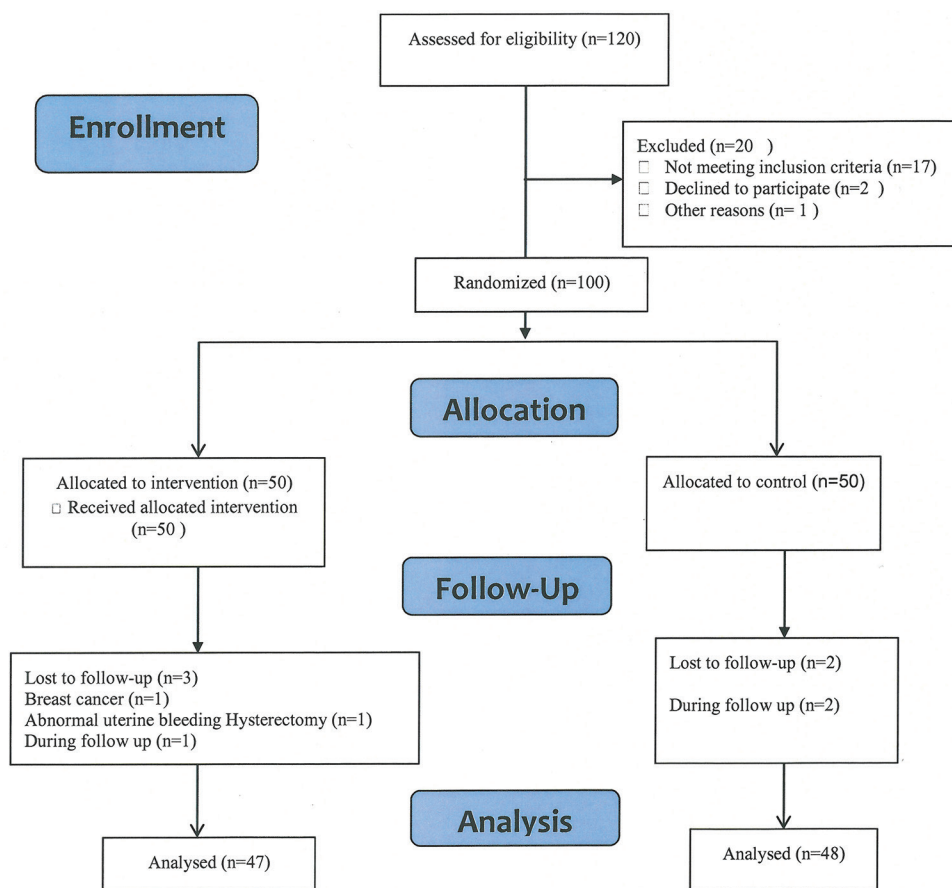 Assessed for eligibility (n=120)
Enrollment
Excluded (n=20 )
□ Not meeting inclusion criteria (n=17)
□ Declined to participate (n=2 )
□ Other reasons (n= 1 )
Randomized (n=100)
Allocation
Allocated to intervention (n=50)
□ Received allocated intervention
(n=50 )
Allocated to control (n=50)
Follow-Up
Lost to follow-up (n=3)
Breast cancer (n=1)
Abnormal uterine bleeding Hysterectomy (n=1)
During follow up (n=1)
Lost to follow-up (n=2)
During follow up (n=2)
Analysis
Analysed (n=47)
Analysed (n=48)